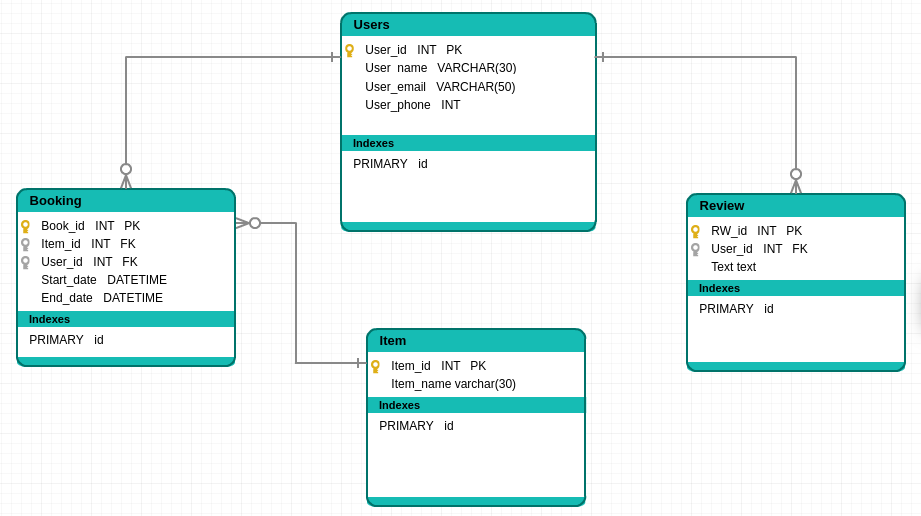 Users
User_id INT PK
User name VARCHAR(30)
User_email VARCHAR(50)
User_phone INT
Indexes
PRIMARY id
Booking
Book_id INT PK
Item_id INT FK
User_id INT FK
Start_date DATETIME
End_date DATETIME
Indexes
PRIMARY id
Review
RW_id INT PK
User_id INT FK
Text text
Indexes
PRIMARY id
Item
Item_id INT PK
Item_name varchar(30)
Indexes
PRIMARY id